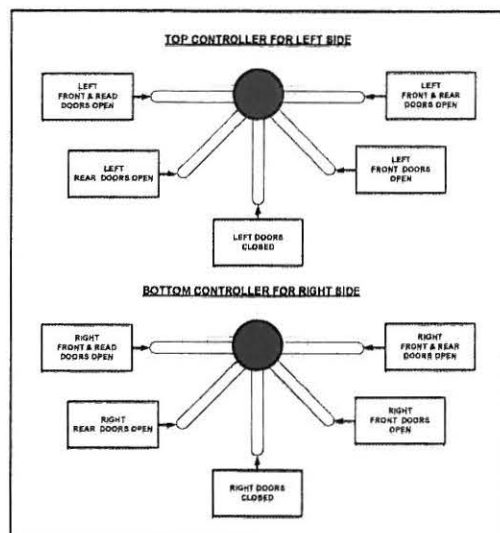 TOP CONTROLLER FOR LEFT SIDE
LEFT
FRONT & READ
DOORS OPEN
LEFT
FRONT & REAR
DOORS OPEN
LEFT
REAR DOORS OPEN
LEFT
FRONT DOORS
OPEN
LEFT DOORS
CLOSED
BOTTOM CONTROLLER FOR RIGHT SIDE
RIGHT
FRONT & READ
DOORS OPEN
RIGHT
FRONT & REAR
DOORS OPEN
RIGHT
REAR DOORS OPEN
RIGHT
FRONT DOORS
OPEN
RIGHT DOORS
CLOSED